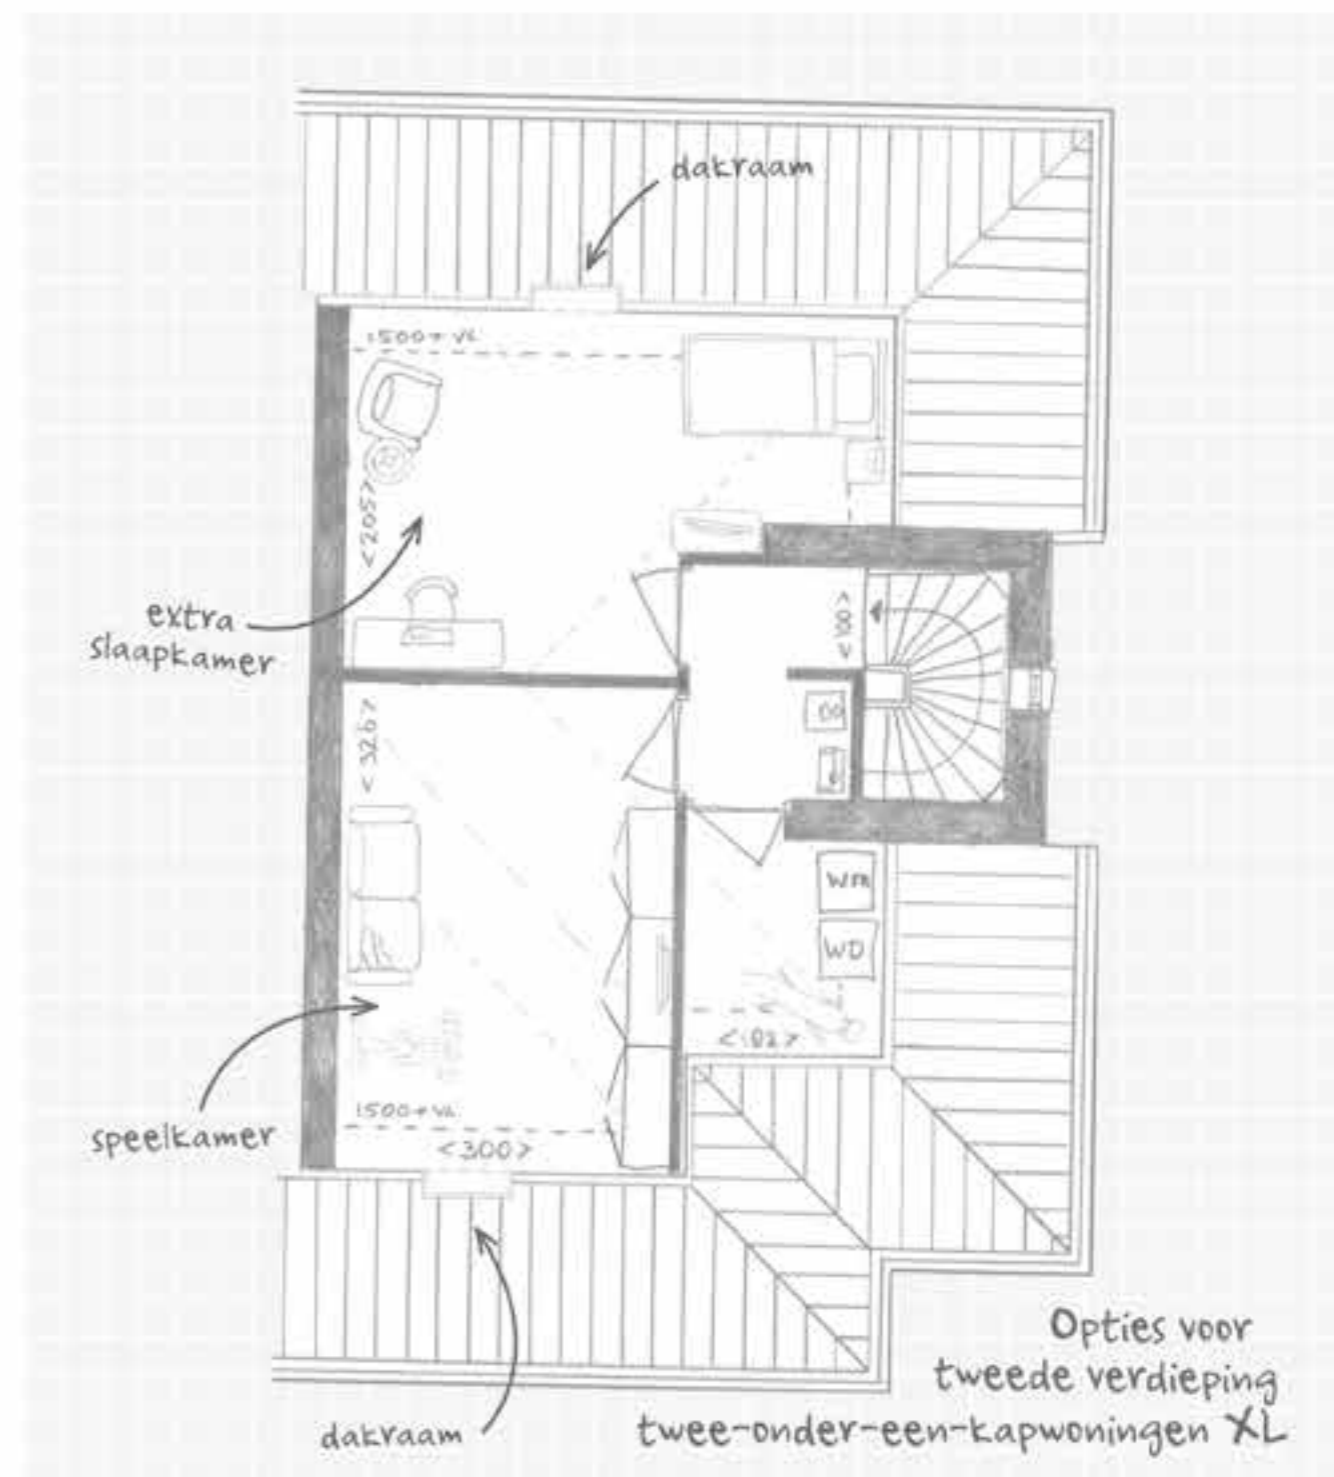 dakraam
1500+ VL
<205>
extra
slaapkamer
<100>
<326>
WM
WD
<182>
1500+ VL
<300>
speelkamer
dakraam
Opties voor
tweede verdieping
twee-onder-een-kapwoningen XL